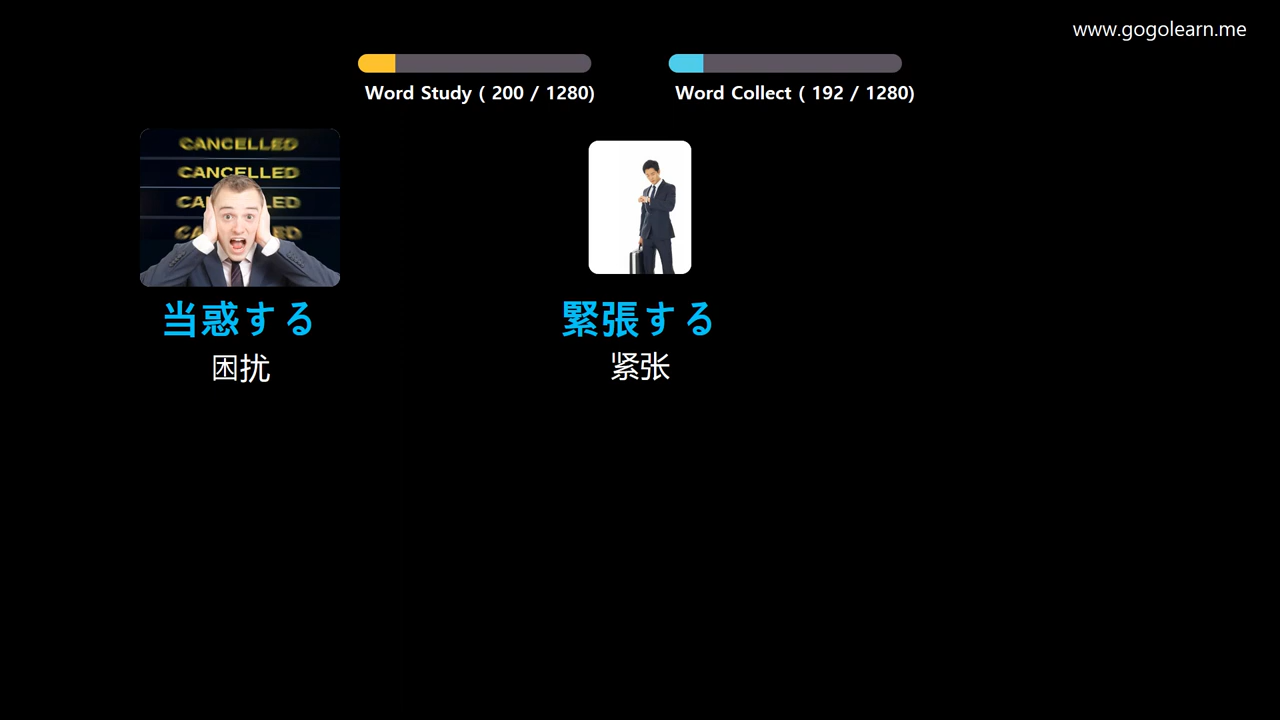 www.gogolearn.me
Word Study ( 200 / 1280)
Word Collect ( 192 / 1280)
CANCELLED
CANCELLED
当惑する
緊張する
困扰
紧张